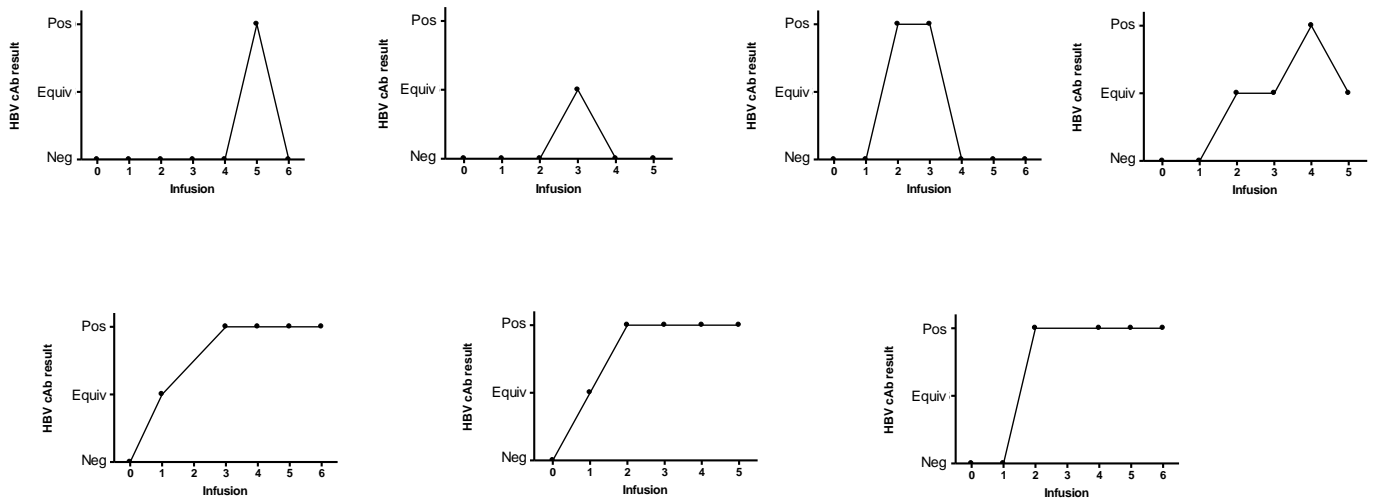 HBV cAb result
Pos
Equiv
Neg
0 1 2 3 4 5 6
Infusion
HBV cAb result
Pos
Equiv
Neg
0 1 2 3 4 5
Infusion
HBV cAb result
Pos
Equiv
Neg
0 1 2 3 4 5 6
Infusion
HBV cAb result
Pos
Equiv
Neg
0 1 2 3 4 5
Infusion
HBV cAb result
Pos
Equiv
Neg
0 1 2 3 4 5 6
Infusion
HBV cAb result
Pos
Equiv
Neg
0 1 2 3 4 5
Infusion
HBV cAb result
Pos
Equiv
Neg
0 1 2 3 4 5 6
Infusion